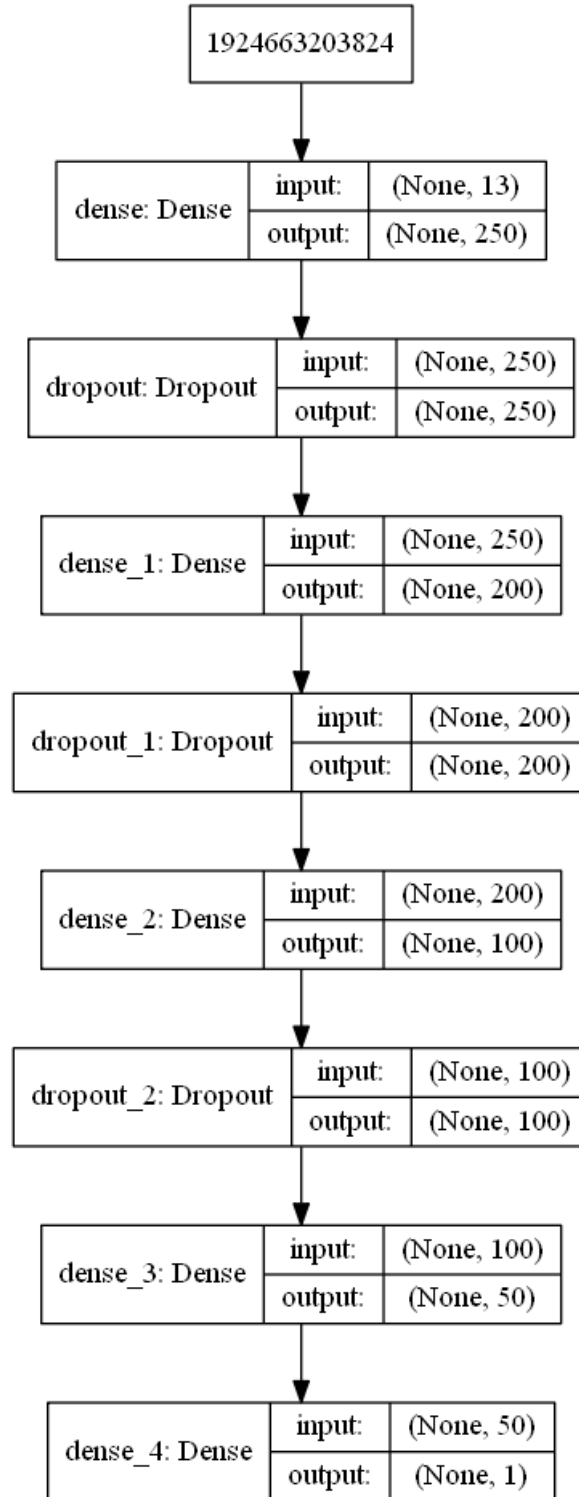 1924663203824
dense: Dense
input:
(None, 13)
output:
(None, 250)
dropout: Dropout
input:
(None, 250)
output:
(None, 250)
dense_1: Dense
input:
(None, 250)
output:
(None, 200)
dropout_1: Dropout
input:
(None, 200)
output:
(None, 200)
dense_2: Dense
input:
(None, 200)
output:
(None, 100)
dropout_2: Dropout
input:
(None, 100)
output:
(None, 100)
dense_3: Dense
input:
(None, 100)
output:
(None, 50)
dense_4: Dense
input:
(None, 50)
output:
(None, 1)